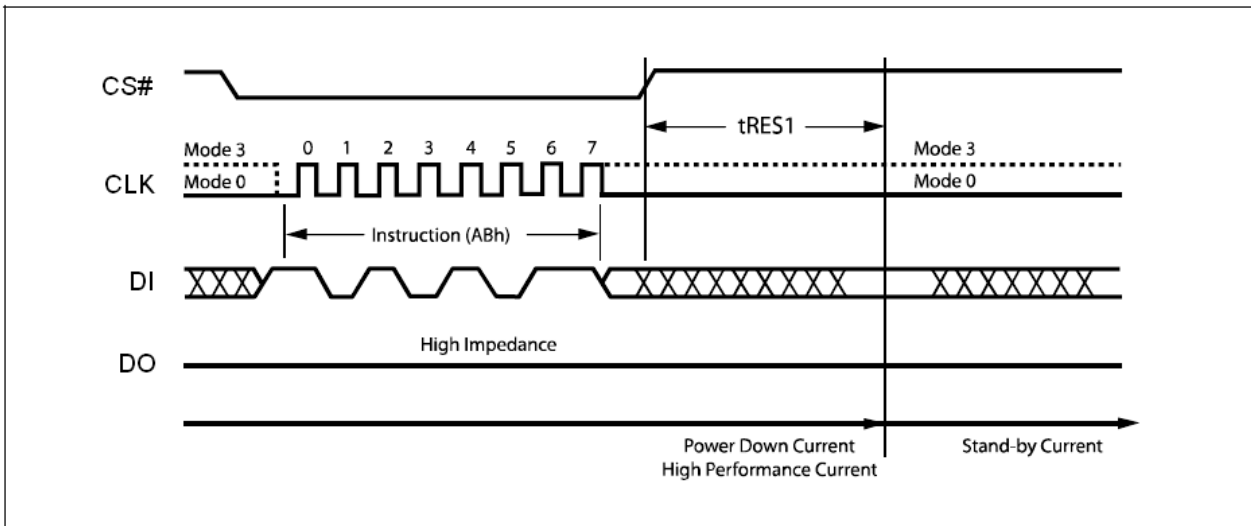 CS#
tRES1
Mode 3
0 1 2 3 4 5 6 7
Mode 3
CLK
Mode 0
Mode 0
Instruction (ABh)
DI
High Impedance
DO
Power Down Current
High Performance Current
Stand-by Current